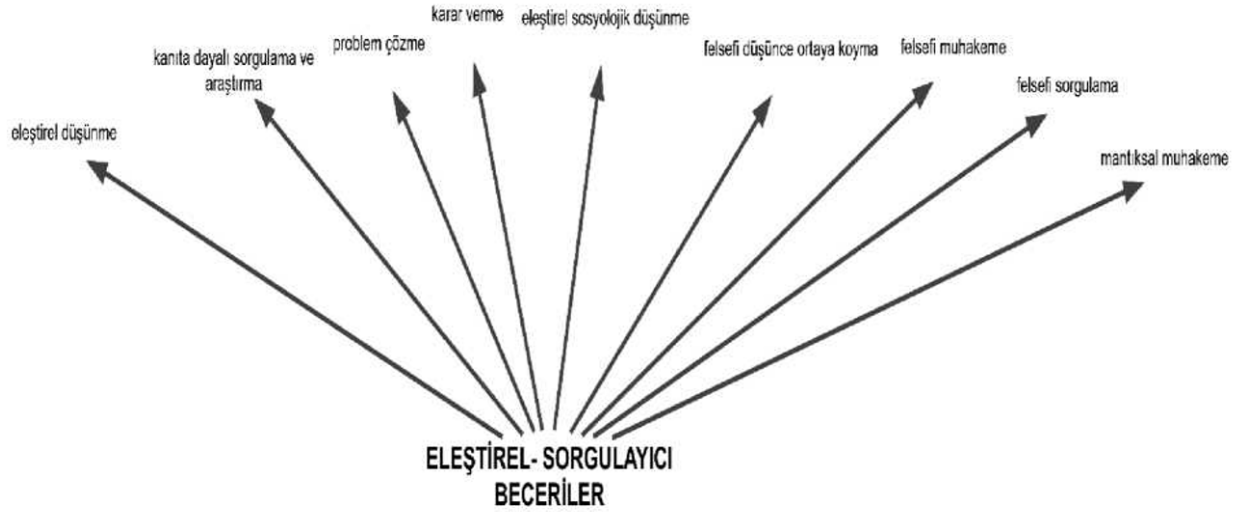 karar verme
eleştirel sosyolojik düşünme
problem çözme
felsefi düşünce ortaya koyma
felsefi muhakeme
kanıta dayalı sorgulama ve
araştırma
felsefi sorgulama
eleştirel düşünme
mantıksal muhakeme
ELEŞTİREL- SORGULAYICI
BECERİLER